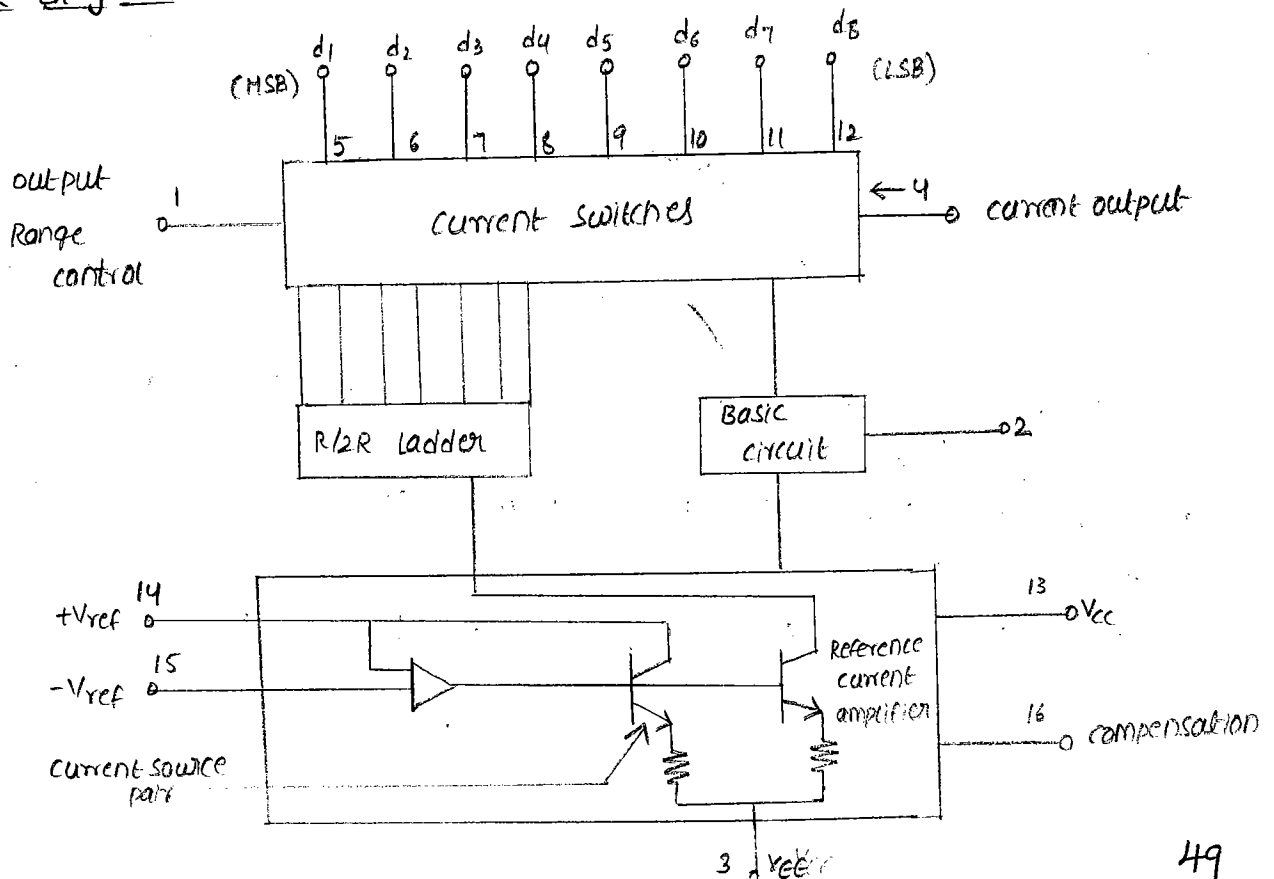 d1 d2 d3 d4 d5 d6 d7 d8
(MSB) (LSB)
5 6 7 8 9 10 11 12
output
Range
control
1
current switches
← 4
current output
R/2R Ladder
Basic
circuit
2
14
+Vref
15
-Vref
current source
pair
Reference
current
amplifier
13
Vcc
16
compensation
3 VEE
49